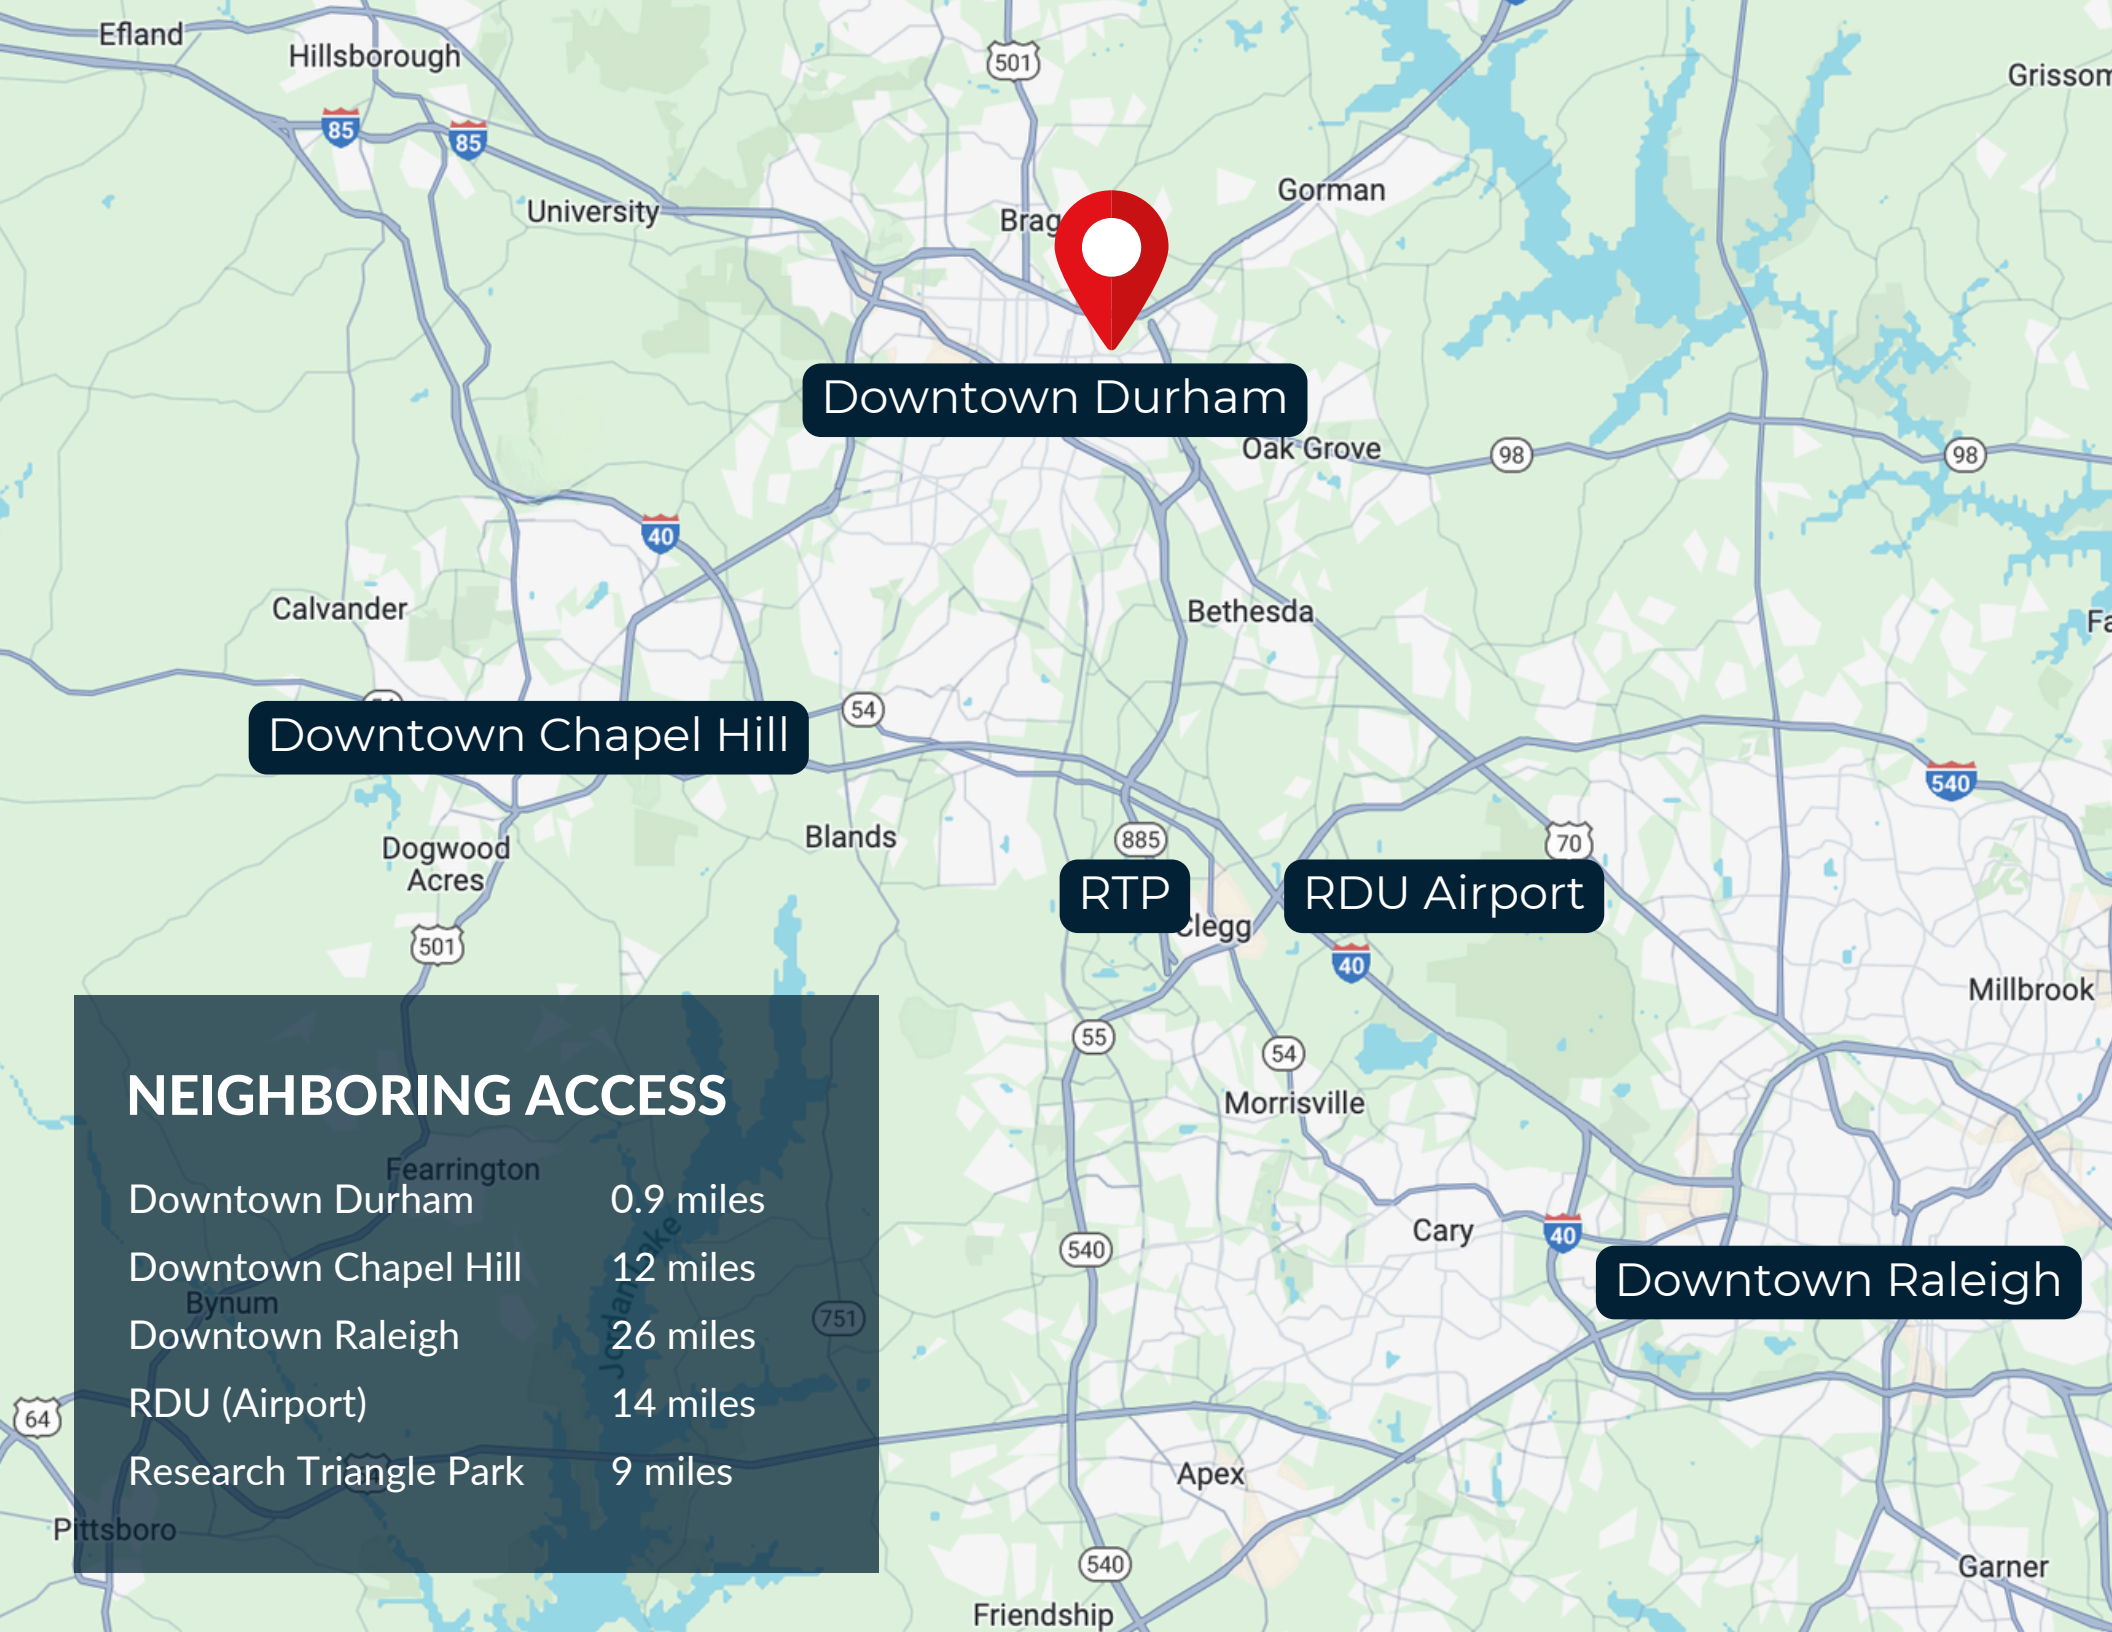 Efland
Hillsborough
501
Grissom
85
85
University
Brag
Gorman
Downtown Durham
Oak Grove
98
98
40
Calvander
Bethesda
54
Downtown Chapel Hill
540
Blands
885
70
Dogwood
Acres
RTP
RDU Airport
Clegg
501
40
Millbrook
55
54
Morrisville
NEIGHBORING ACCESS
Fearrington
Downtown Durham 0.9 miles
Cary
40
540
Downtown Chapel Hill 12 miles
Downtown Raleigh
Bynum
751
Jordan Lake
Downtown Raleigh 26 miles
RDU (Airport) 14 miles
64
Research Triangle Park 9 miles
Apex
Pittsboro
540
Garner
Friendship